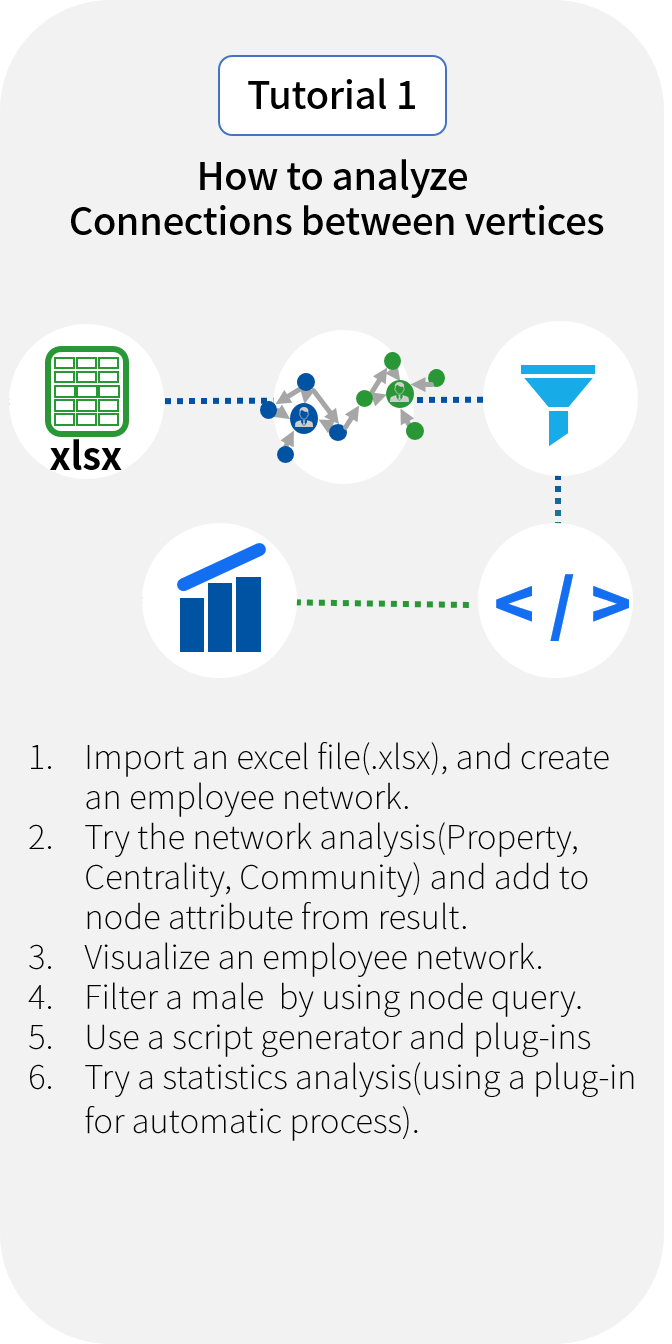 Tutorial 1
How to analyze
Connections between vertices
xlsx
</>
1. Import an excel file(.xlsx), and create
an employee network.
2. Try the network analysis(Property,
Centrality, Community) and add to
node attribute from result.
3. Visualize an employee network.
4. Filter a male  by using node query.
5. Use a script generator and plug-ins
6. Try a statistics analysis(using a plug-in
for automatic process).